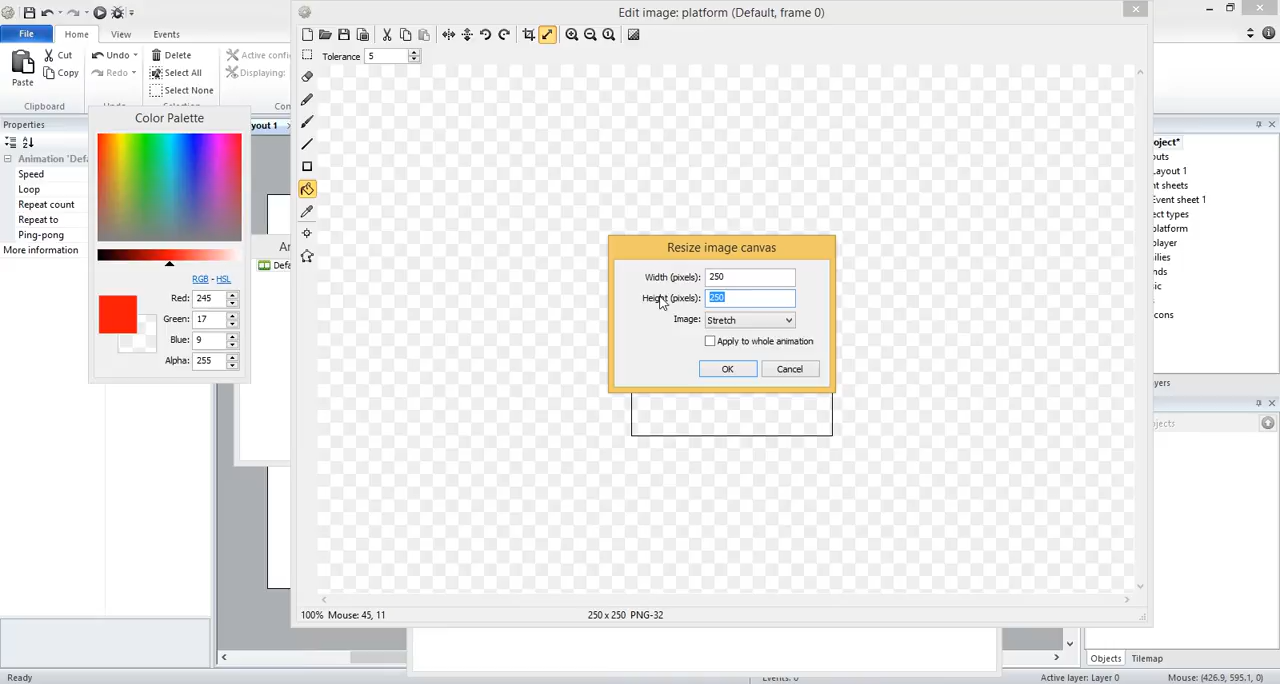 Edit image: platform (Default, frame 0)
File
Home
View
Events
Paste
Cut
Copy
Undo
Redo
Delete
Select All
Select None
Active confi
Displaying:
Clipboard
Tolerance 5
Properties
Color Palette
ayout 1
Animation 'Defa
Speed
Loop
Repeat count
Repeat to
Ping-pong
More information
RGB - HSL
Red: 245
Green: 17
Blue: 9
Alpha: 255
An
Defa
Resize image canvas
Width (pixels): 250
Height (pixels): 250
Image: Stretch
Apply to whole animation
OK
Cancel
roject*
outs
ayout 1
nt sheets
Event sheet 1
ect types
platform
player
ilies
nds
sic
cons
yers
jects
100% Mouse: 45, 11
250 x 250 PNG-32
Objects
Tilemap
Ready
Events: 0
Active layer: Layer 0
Mouse: (426.9, 595.1, 0)